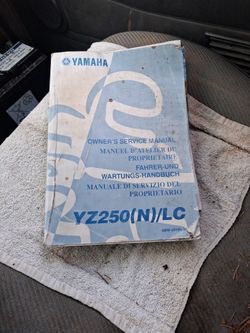 YAMAHA
OWNER'S SERVICE MANUAL
MANUEL D'ATELIER DU
PROPRIETAIRE
FAHRER-UND
WARTUNGS-HANDBUCH
MANUALE DI SERVIZIO DEL
PROPRIETARIO
YZ250(N)/LC